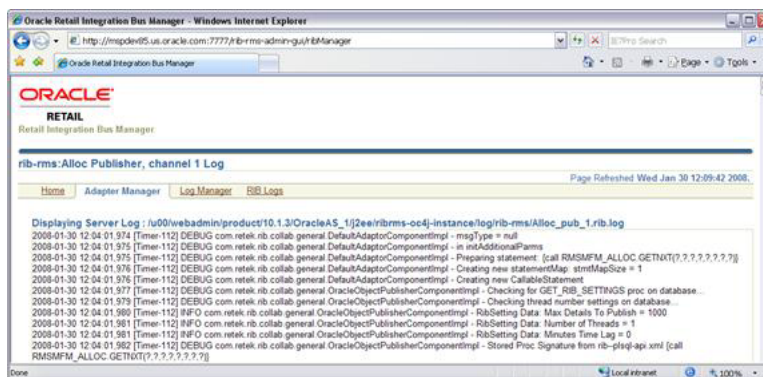 Oracle Retail Integration Bus Manager - Windows Internet Explorer
http://mspdev85.us.oracle.com:7777/rib-rms-admin-gui/ribManager
IE7Pro Search
Oracle Retail Integration Bus Manager
Page
Tools
ORACLE
RETAIL
Retail Integration Bus Manager
rib-rms:Alloc Publisher, channel 1 Log
Page Refreshed Wed Jan 30 12:09:42 2008.
Home Adapter Manager Log Manager RIB Logs
Displaying Server Log : /u00/webadmin/product/10.1.3/OracleAS_1/j2ee/ribrms-oc4j-instance/log/rib-rms/Alloc_pub_1.rib.log
2008-01-30 12:04:01,974 [Timer-112] DEBUG com.retek.rib.collab.general.DefaultAdaptorComponentImpl - msgType = null
2008-01-30 12:04:01,975 [Timer-112] DEBUG com.retek.rib.collab.general.DefaultAdaptorComponentImpl - in initAdditionalParms
2008-01-30 12:04:01,975 [Timer-112] DEBUG com.retek.rib.collab.general.DefaultAdaptorComponentImpl - Preparing statement: {call RMSMFM_ALLOC.GETNXT(?,?,?,?,?,?,?,?)}
2008-01-30 12:04:01,976 [Timer-112] DEBUG com.retek.rib.collab.general.DefaultAdaptorComponentImpl - Creating new statementMap: stmtMapSize = 1
2008-01-30 12:04:01,976 [Timer-112] DEBUG com.retek.rib.collab.general.DefaultAdaptorComponentImpl - Creating new CallableStatement
2008-01-30 12:04:01,977 [Timer-112] DEBUG com.retek.rib.collab.general.OracleObjectPublisherComponentImpl - Checking for GET_RIB_SETTINGS proc on database...
2008-01-30 12:04:01,979 [Timer-112] DEBUG com.retek.rib.collab.general.OracleObjectPublisherComponentImpl - Checking thread number settings on database...
2008-01-30 12:04:01,980 [Timer-112] INFO com.retek.rib.collab.general.OracleObjectPublisherComponentImpl - RibSetting Data: Max Details To Publish = 1000
2008-01-30 12:04:01,981 [Timer-112] INFO com.retek.rib.collab.general.OracleObjectPublisherComponentImpl - RibSetting Data: Number of Threads = 1
2008-01-30 12:04:01,981 [Timer-112] INFO com.retek.rib.collab.general.OracleObjectPublisherComponentImpl - RibSetting Data: Minutes Time Lag = 0
2008-01-30 12:04:01,982 [Timer-112] DEBUG com.retek.rib.collab.general.OracleObjectPublisherComponentImpl - Stored Proc Signature from rib-plsql-api.xml [call
RMSMFM_ALLOC.GETNXT(?,?,?,?,?,?,?,?)]
Done
Local intranet
100%